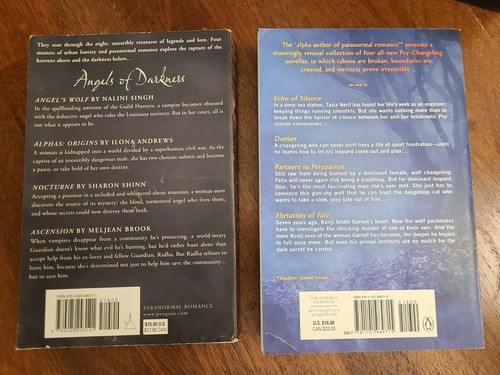 They soar through the night, unearthly creatures of legend and lore. Four
masters of urban fantasy and paranormal romance explore the rapture of the
heavens above and the darkness below...
Angels of Darkness
ANGEL'S WOLF BY NALINI SINGH
In the spellbinding universe of the Guild Hunters, a vampire becomes obsessed
with the seductive angel who rules the Louisiana territory. But in her court, all is
not what it appears to be.
ALPHAS: ORIGINS BY ILONA ANDREWS
A woman is kidnapped into a world divided by a superhuman civil war. As the
captive of an irresistibly dangerous male, she has two choices: submit and become
a pawn, or take hold of her own destiny.
NOCTURNE BY SHARON SHINN
Accepting a position in a secluded and whispered-about mansion, a woman soon
discovers the source of its mystery: the blind, tormented angel who lives there,
and whose secrets could now destroy them both.
ASCENSION BY MELJEAN BROOK
When vampires disappear from a community he's protecting, a world-weary
Guardian doesn't know what evil he's hunting, but he'd rather hunt alone than
accept help from his ex-lover and fellow Guardian, Radha. But Radha refuses to
leave him, because she's determined not just to help him save the community...
but to save him.
PARANORMAL ROMANCE
www.penguin.com
$15.00 U.S.
$17.50 CAN
51500
The "alpha author of paranormal romance" presents a
stunningly sensual collection of four all-new Psy-Changeling
novellas, in which taboos are broken, boundaries are
crossed, and instincts prove irresistible...
Echo of Silence
In a deep-sea station, Tazia Nerif has found her life's work as an engineer,
keeping things running smoothly. But she wants nothing more than
to break down the barrier of silence between her and her telekinetic Psy
station commander...
Dorian
A changeling who can never shift lives a life of quiet frustration—until
he learns how to let his leopard come out and play...
Partners in Persuasion
Still raw from being burned by a dominant female, wolf changeling
Felix will never again risk being a plaything. But for dominant leopard
Dezi, he's the most fascinating man she's ever met. She just has to
convince this gun-shy wolf that he can trust the dangerous cat who
wants to take a slow, sexy bite out of him...
Flirtation of Fate
Seven years ago, Kenji broke Garnet's heart. Now the wolf packmates
have to investigate the shocking murder of one of their own. And the
more Kenji sees of the woman Garnet has become, the deeper he begins
to fall once more. But even his primal instincts are no match for the
dark secret he carries...
PARANORMAL
ROMANCE
U.S. $16.00
CAN $22.00
51600